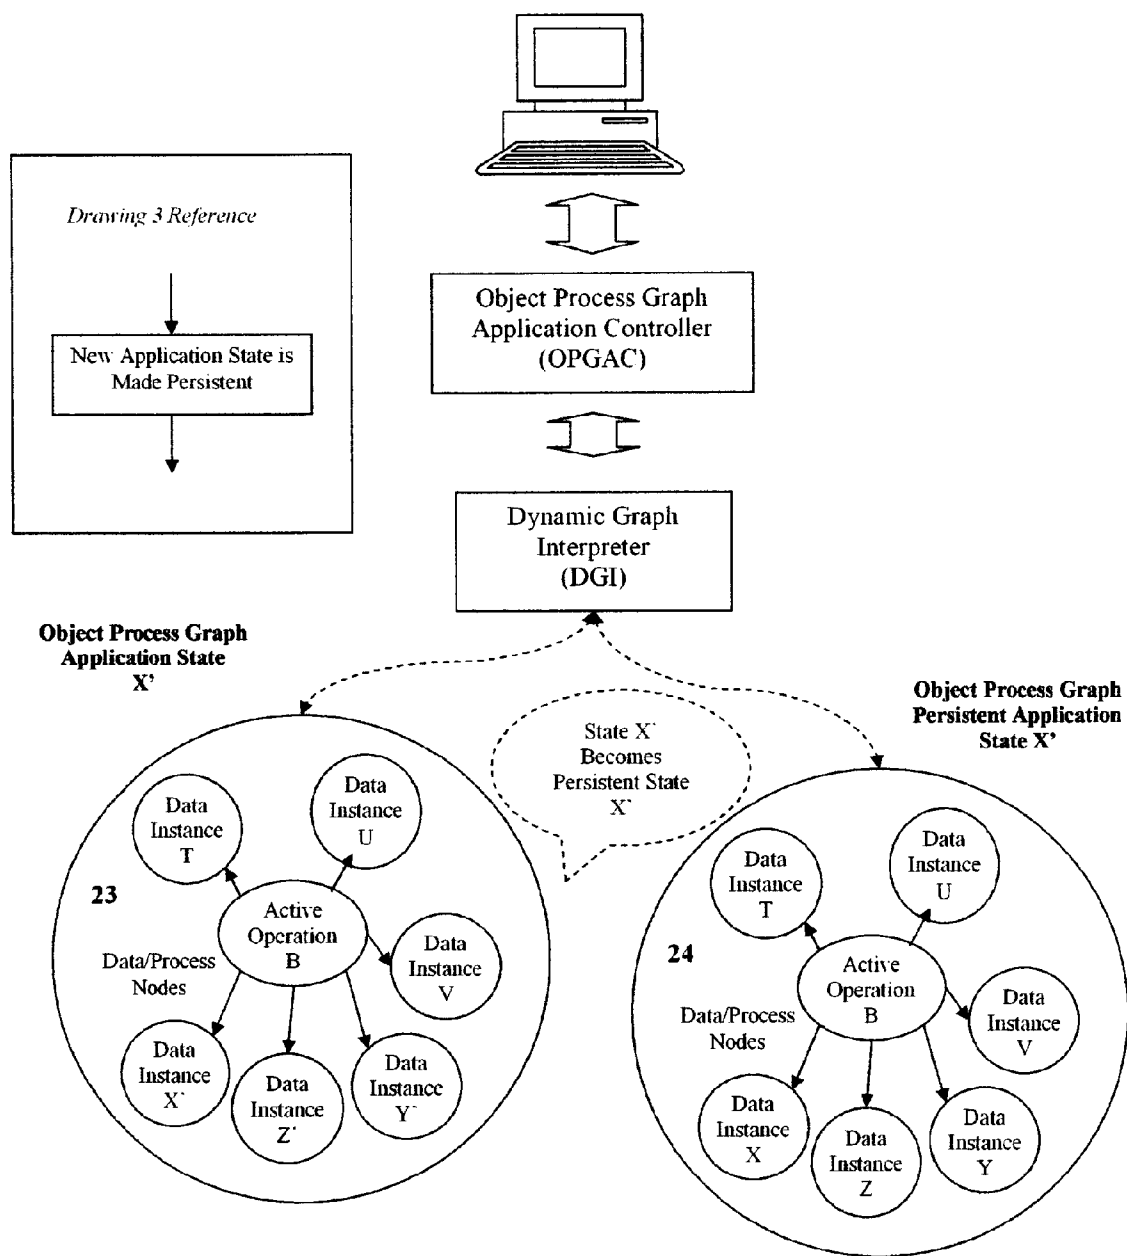 Drawing 3 Reference
New Application State is
Made Persistent
Object Process Graph
Application Controller
(OPGAC)
Dynamic Graph
Interpreter
(DGI)
Object Process Graph
Application State
X'
Object Process Graph
Persistent Application
State X'
State X`
Becomes
Persistent State
X`
23
Data
Instance
T
Data
Instance
U
Active
Operation
B
Data
Instance
V
Data/Process
Nodes
Data
Instance
X`
Data
Instance
Z`
Data
Instance
Y`
24
Data
Instance
T
Data
Instance
U
Active
Operation
B
Data
Instance
V
Data/Process
Nodes
Data
Instance
X
Data
Instance
Z
Data
Instance
Y